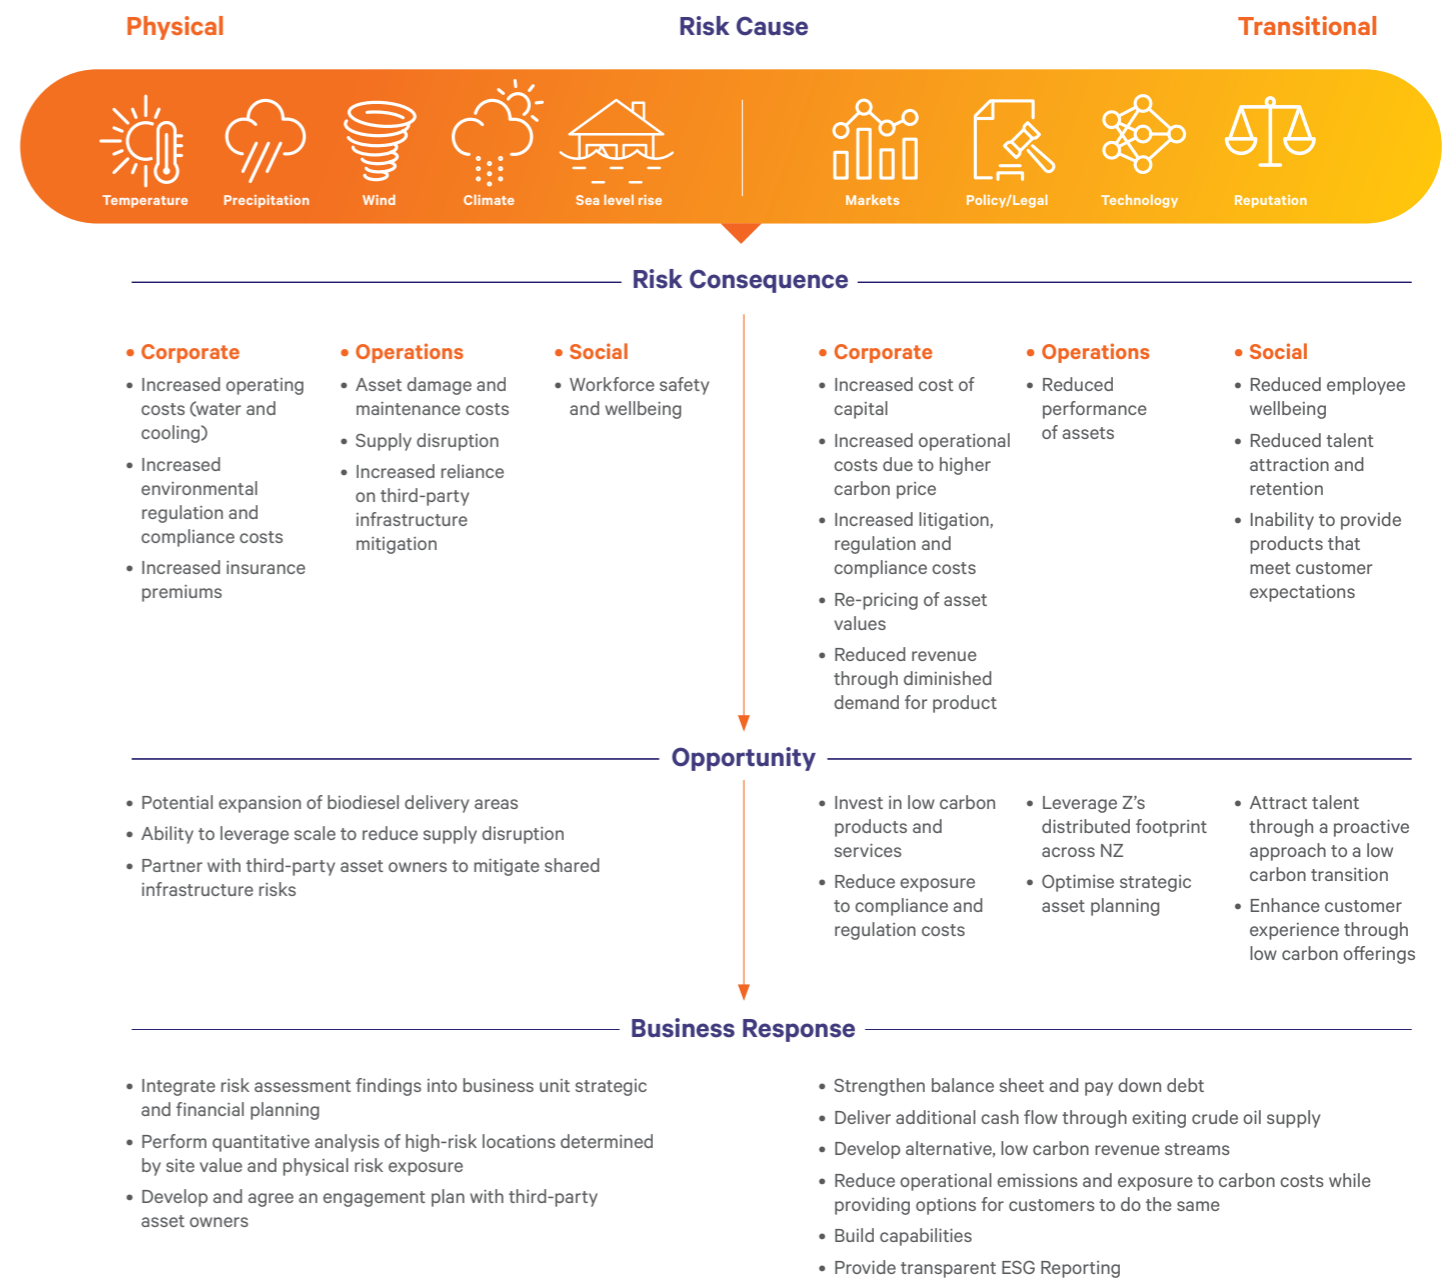 Physical
Risk Cause
Transitional
Temperature
Precipitation
Wind
Climate
Sea level rise
Markets
Policy/Legal
Technology
Reputation
Risk Consequence
• Corporate
• Increased operating
costs (water and
cooling)
• Increased
environmental
regulation and
compliance costs
• Increased insurance
premiums
• Operations
• Asset damage and
maintenance costs
• Supply disruption
• Increased reliance
on third-party
infrastructure
mitigation
• Social
• Workforce safety
and wellbeing
• Corporate
• Increased cost of
capital
• Increased operational
costs due to higher
carbon price
• Increased litigation,
regulation and
compliance costs
• Re-pricing of asset
values
• Reduced revenue
through diminished
demand for product
• Operations
• Reduced
performance
of assets
• Social
• Reduced employee
wellbeing
• Reduced talent
attraction and
retention
• Inability to provide
products that
meet customer
expectations
Opportunity
• Potential expansion of biodiesel delivery areas
• Ability to leverage scale to reduce supply disruption
• Partner with third-party asset owners to mitigate shared
infrastructure risks
• Invest in low carbon
products and
services
• Reduce exposure
to compliance and
regulation costs
• Leverage Z’s
distributed footprint
across NZ
• Optimise strategic
asset planning
• Attract talent
through a proactive
approach to a low
carbon transition
• Enhance customer
experience through
low carbon offerings
Business Response
• Integrate risk assessment findings into business unit strategic
and financial planning
• Perform quantitative analysis of high-risk locations determined
by site value and physical risk exposure
• Develop and agree an engagement plan with third-party
asset owners
• Strengthen balance sheet and pay down debt
• Deliver additional cash flow through exiting crude oil supply
• Develop alternative, low carbon revenue streams
• Reduce operational emissions and exposure to carbon costs while
providing options for customers to do the same
• Build capabilities
• Provide transparent ESG Reporting